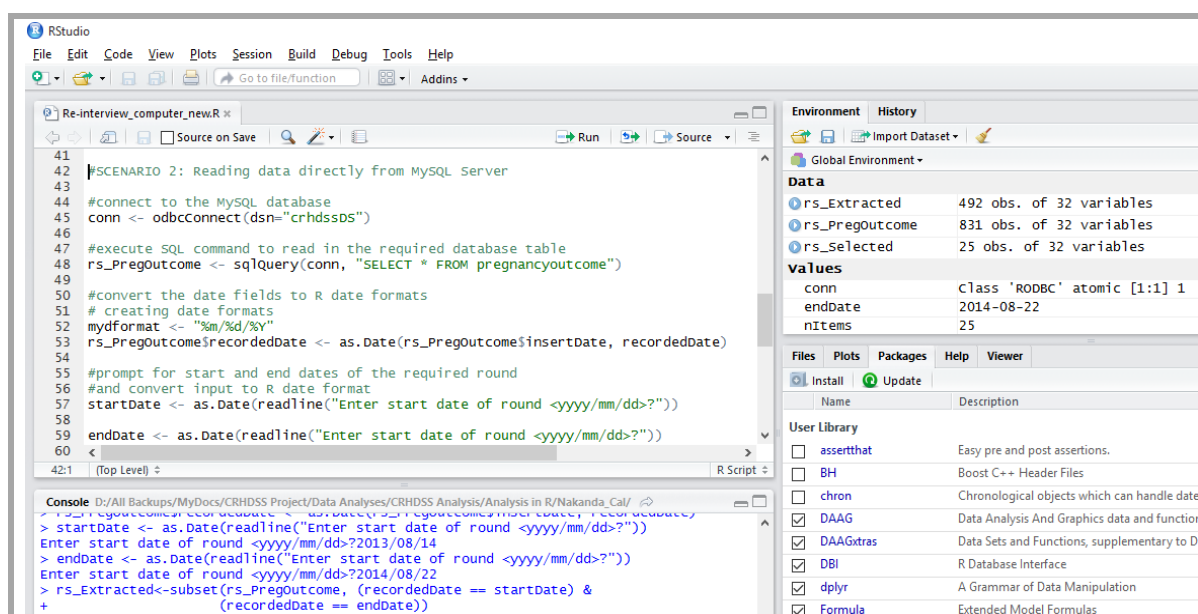 RStudio
File Edit Code View Plots Session Build Debug Tools Help
Go to file/function Addins
Re-interview_computer_new.R
Source on Save Run Source
41
42 #SCENARIO 2: Reading data directly from MySQL Server
43
44 #connect to the MySQL database
45 conn <- odbcConnect(dsn="crhdssDS")
46
47 #execute SQL command to read in the required database table
48 rs_PregOutcome <- sqlQuery(conn, "SELECT * FROM pregnancyoutcome")
49
50 #convert the date fields to R date formats
51 # creating date formats
52 mydformat <- "%m/%d/%Y"
53 rs_PregOutcome$recordedDate <- as.Date(rs_PregOutcome$insertDate, recordedDate)
54
55 #prompt for start and end dates of the required round
56 #and convert input to R date format
57 startDate <- as.Date(readline("Enter start date of round <yyyy/mm/dd>?"))
58
59 endDate <- as.Date(readline("Enter start date of round <yyyy/mm/dd>?"))
60
42:1 (Top Level) R Script
Console D:/All Backups/MyDocs/CRHDSS Project/Data Analyses/CRHDSS Analysis/Analysis in R/Nakanda_Cal/
> rs_PregOutcome$recordedDate <- as.Date(rs_PregOutcome$insertDate, recordedDate)
> startDate <- as.Date(readline("Enter start date of round <yyyy/mm/dd>?"))
Enter start date of round <yyyy/mm/dd>?2013/08/14
> endDate <- as.Date(readline("Enter start date of round <yyyy/mm/dd>?"))
Enter start date of round <yyyy/mm/dd>?2014/08/22
> rs_Extracted<-subset(rs_PregOutcome, (recordedDate == startDate) &
+ (recordedDate == endDate))
Environment History
Import Dataset
Global Environment
Data
rs_Extracted 492 obs. of 32 variables
rs_PregOutcome 831 obs. of 32 variables
rs_Selected 25 obs. of 32 variables
Values
conn Class 'RODBC' atomic [1:1] 1
endDate 2014-08-22
nItems 25
Files Plots Packages Help Viewer
Install Update
Name Description
User Library
assertthat Easy pre and post assertions.
BH Boost C++ Header Files
chron Chronological objects which can handle date
DAAG Data Analysis And Graphics data and function
DAAGxtras Data Sets and Functions, supplementary to D
DBI R Database Interface
dplyr A Grammar of Data Manipulation
Formula Extended Model Formulas